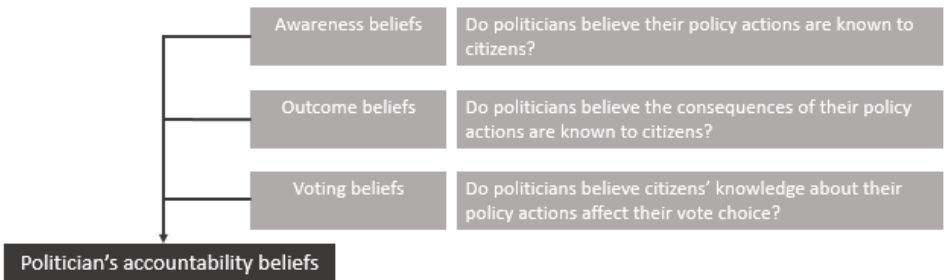 Awareness beliefs
Do politicians believe their policy actions are known to
citizens?
Outcome beliefs
Do politicians believe the consequences of their policy
actions are known to citizens?
Voting beliefs
Do politicians believe citizens’ knowledge about their
policy actions affect their vote choice?
Politician’s accountability beliefs